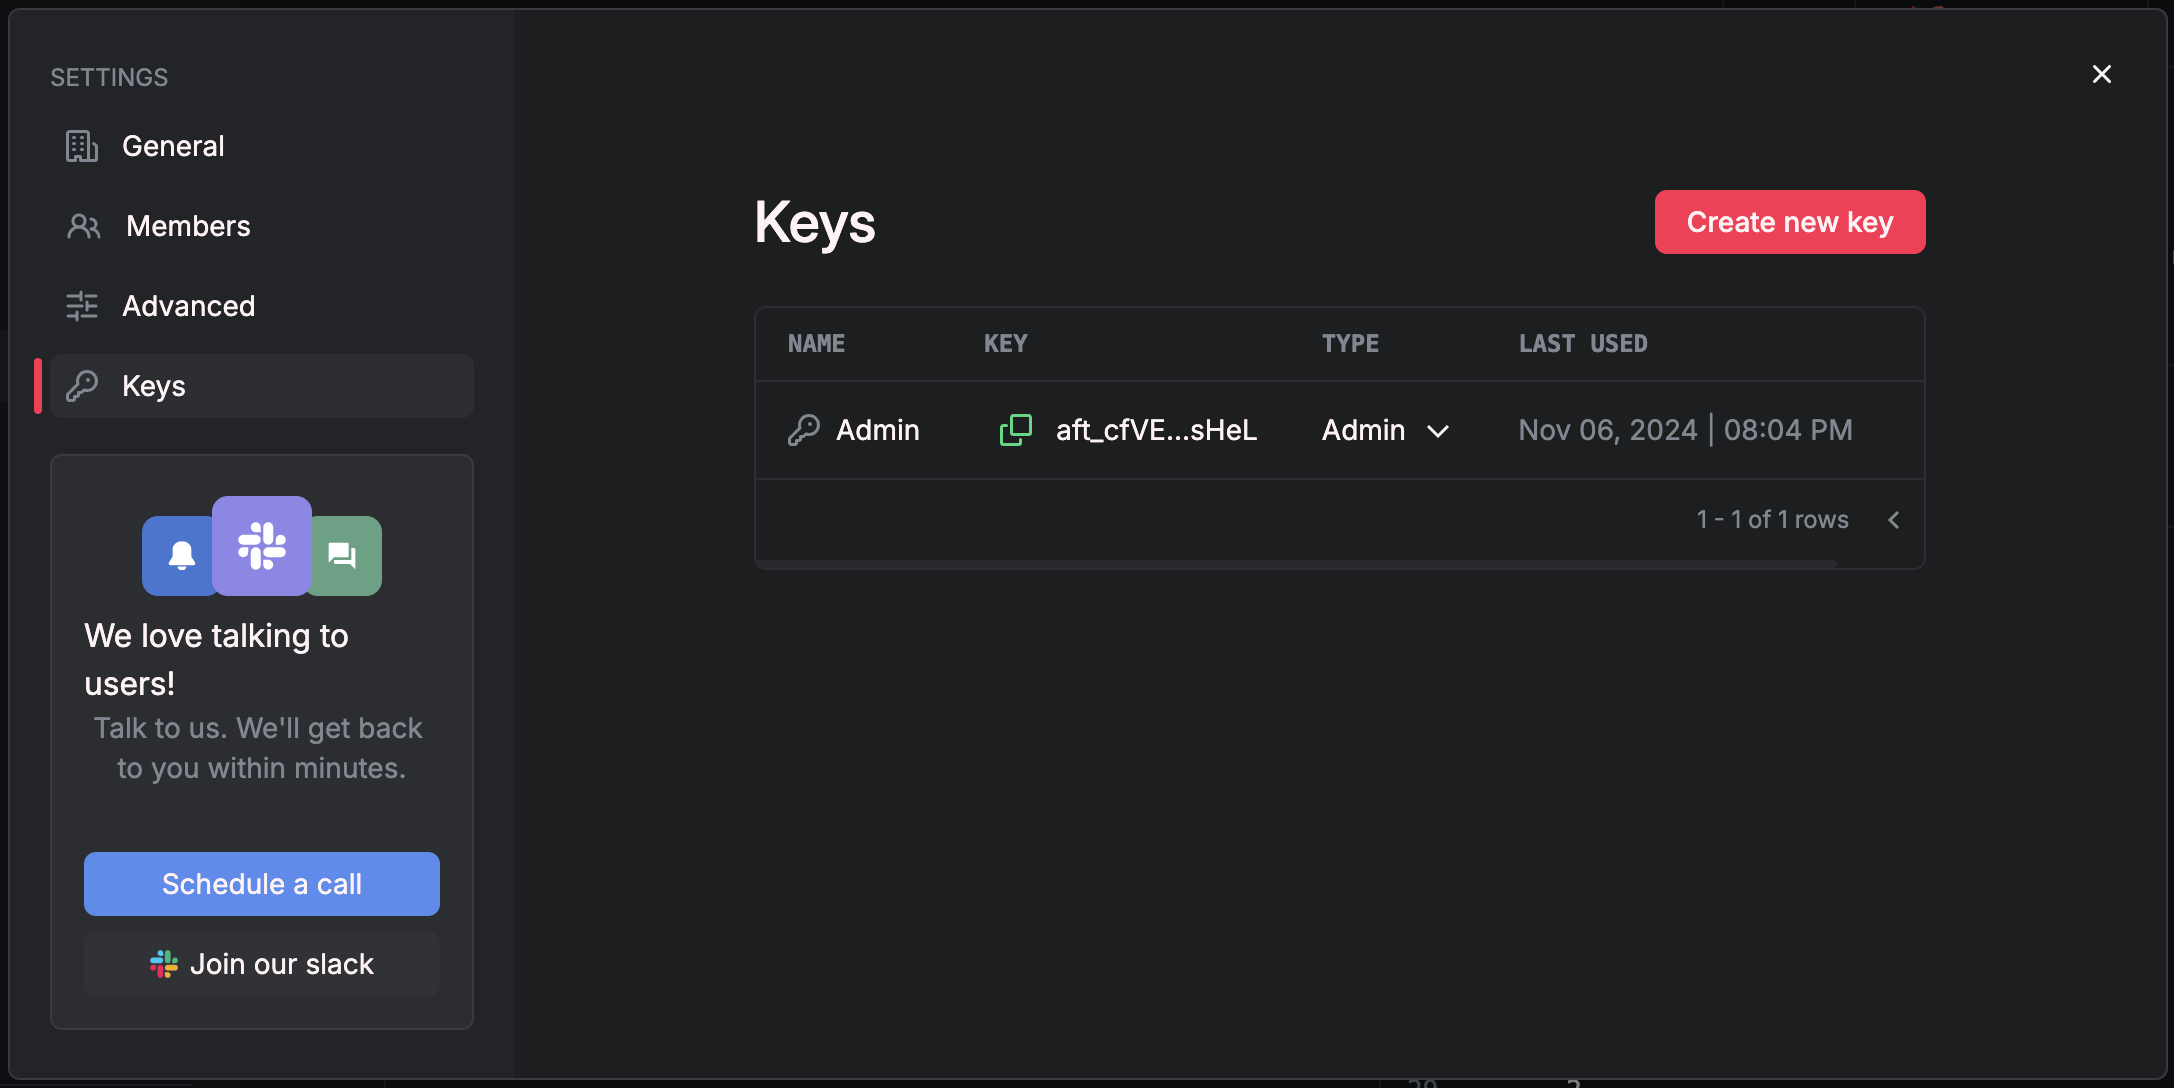 SETTINGS
General
Members
Advanced
Keys
We love talking to
users!
Talk to us. We'll get back
to you within minutes.
Schedule a call
Join our slack
Keys
Create new key
NAME KEY TYPE LAST USED
Admin aft_cfVE...sHeL Admin Nov 06, 2024 | 08:04 PM
1 - 1 of 1 rows